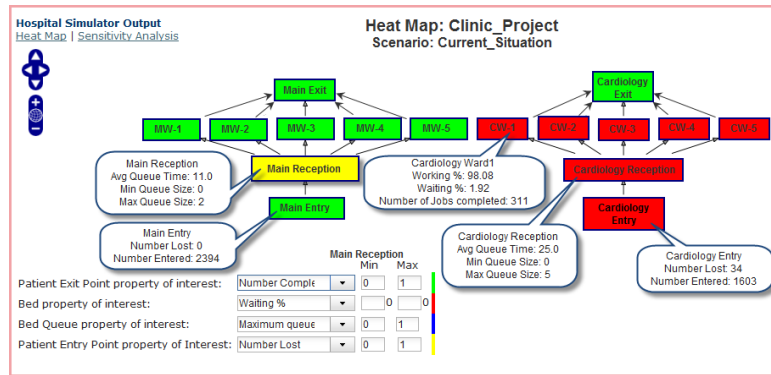 Hospital Simulator Output
Heat Map | Sensitivity Analysis
Heat Map: Clinic_Project
Scenario: Current_Situation
Main Exit
Cardiology
Exit
MW-1
MW-2
MW-3
MW-4
MW-5
CW-1
CW-2
CW-3
CW-4
CW-5
Main Reception
Avg Queue Time: 11.0
Min Queue Size: 0
Max Queue Size: 2
Main Reception
Cardiology Ward1
Working %: 98.08
Waiting %: 1.92
Number of Jobs completed: 311
Cardiology Reception
Main Entry
Number Lost: 0
Number Entered: 2394
Main Entry
Cardiology Reception
Avg Queue Time: 25.0
Min Queue Size: 0
Max Queue Size: 5
Cardiology
Entry
Cardiology Entry
Number Lost: 34
Number Entered: 1603
Main Reception
Min Max
Patient Exit Point property of interest: Number Comple 0 1
Bed property of interest: Waiting % 0 0
Bed Queue property of interest: Maximum queue 0 1
Patient Entry Point property of Interest: Number Lost 0 1